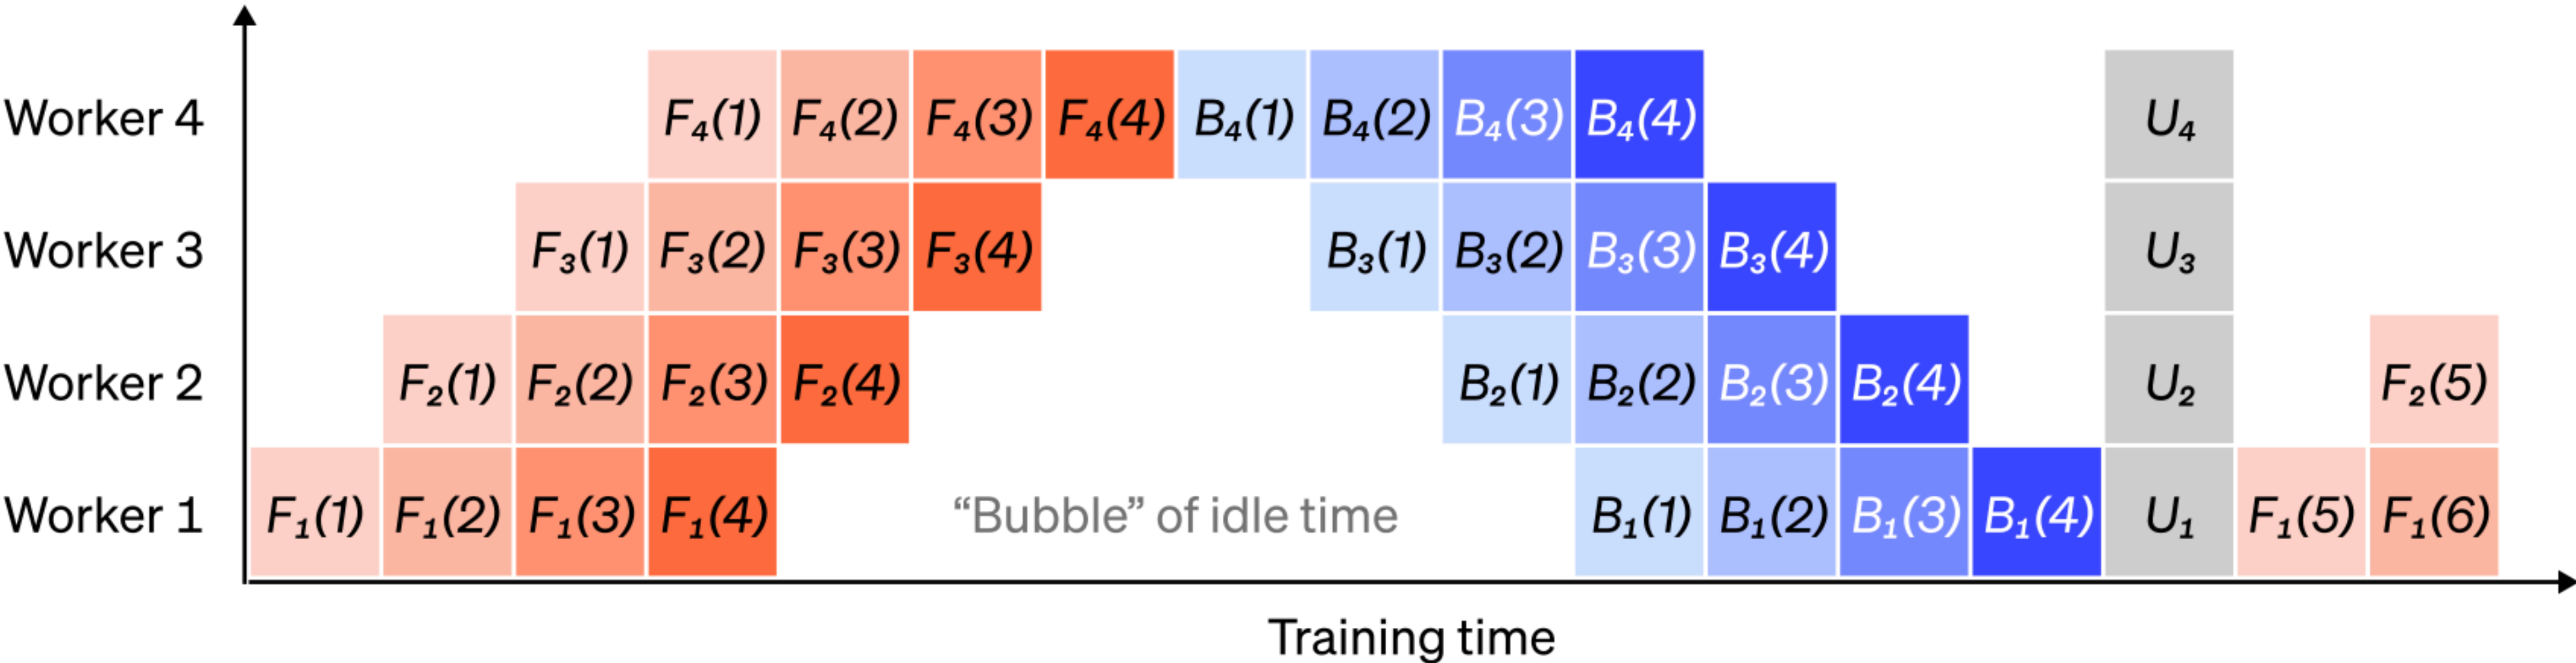 Worker 4 F₄(1) F₄(2) F₄(3) F₄(4) B₄(1) B₄(2) B₄(3) B₄(4) U₄
Worker 3 F₃(1) F₃(2) F₃(3) F₃(4) B₃(1) B₃(2) B₃(3) B₃(4) U₃
Worker 2 F₂(1) F₂(2) F₂(3) F₂(4) B₂(1) B₂(2) B₂(3) B₂(4) U₂ F₂(5)
Worker 1 F₁(1) F₁(2) F₁(3) F₁(4) “Bubble” of idle time B₁(1) B₁(2) B₁(3) B₁(4) U₁ F₁(5) F₁(6)
Training time